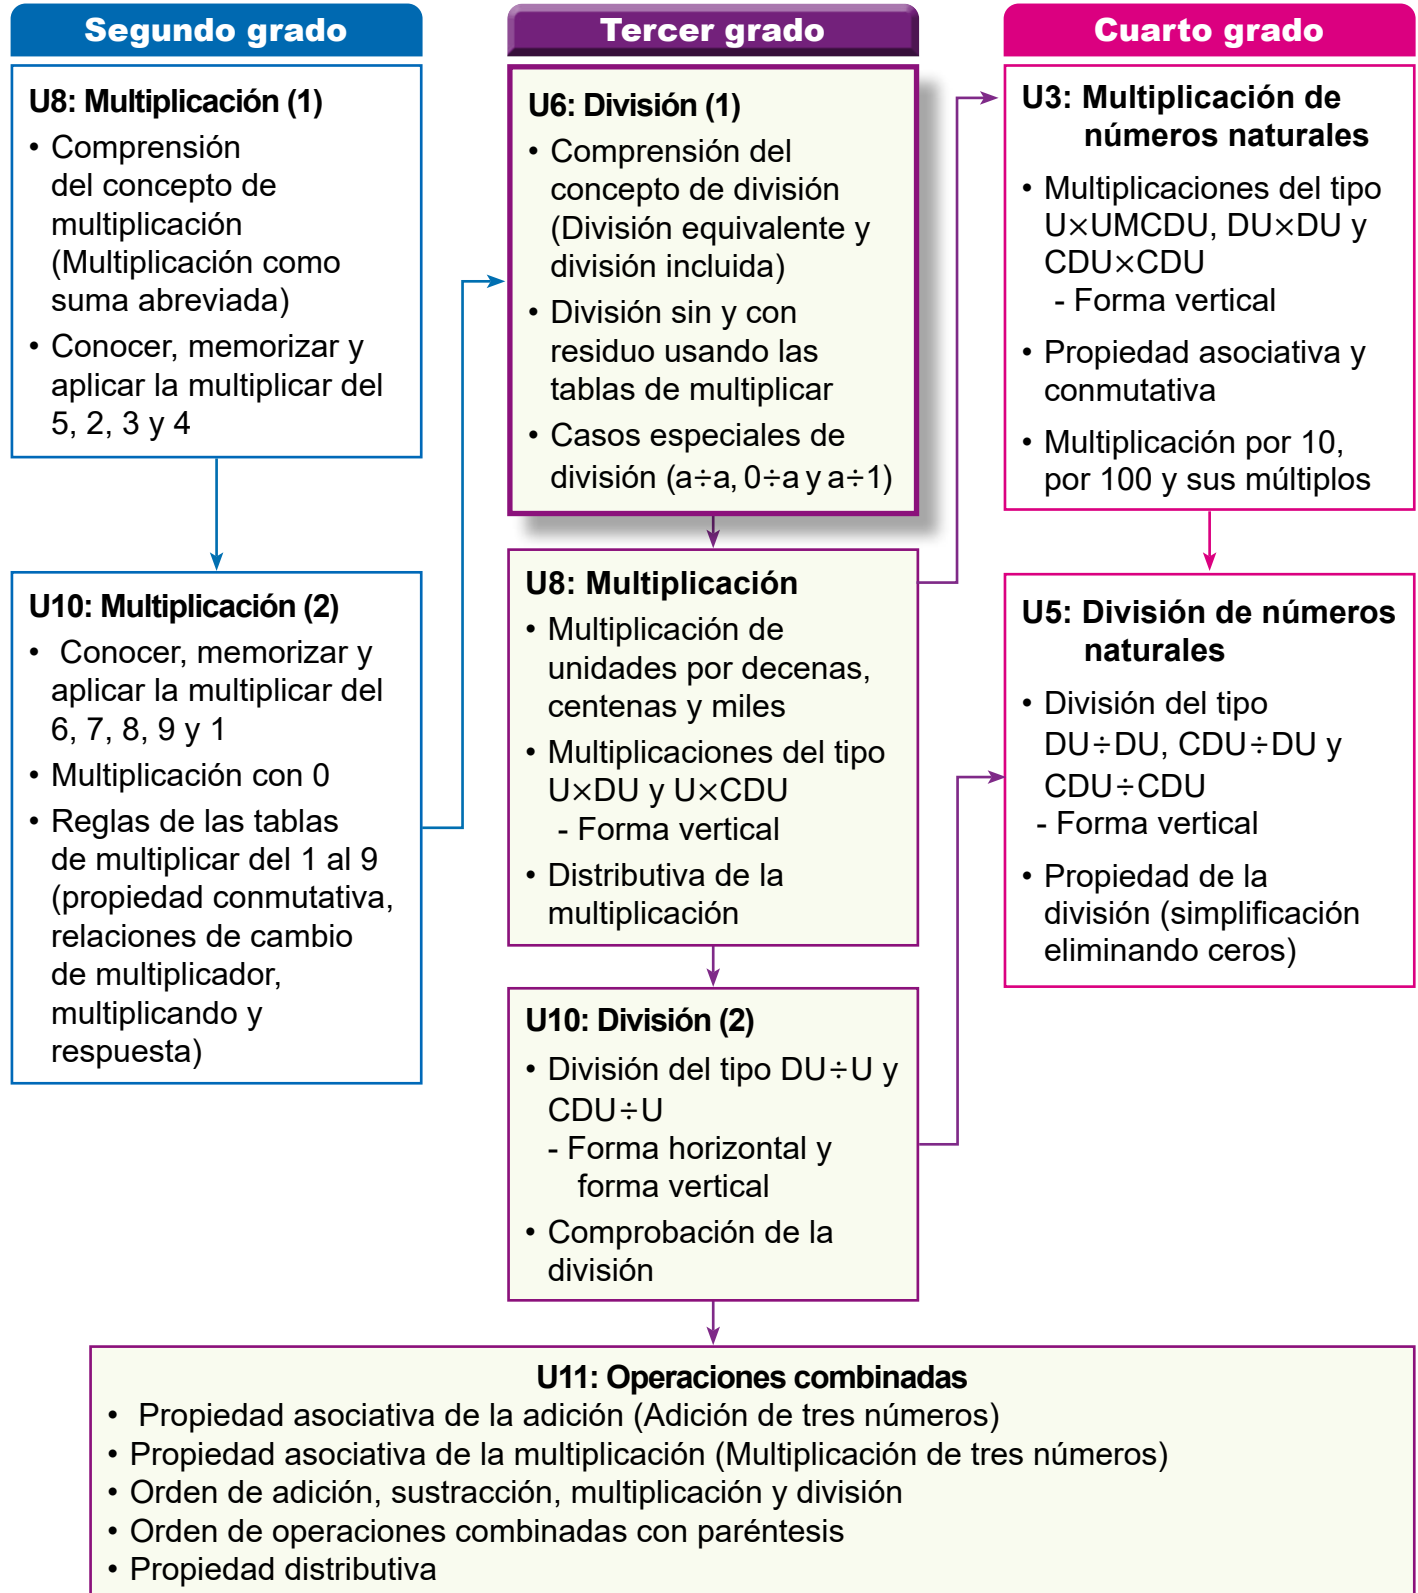 Segundo grado
U8: Multiplicación (1)
• Comprensión
del concepto de
multiplicación
(Multiplicación como
suma abreviada)
• Conocer, memorizar y
aplicar la multiplicar del
5, 2, 3 y 4
U10: Multiplicación (2)
• Conocer, memorizar y
aplicar la multiplicar del
6, 7, 8, 9 y 1
• Multiplicación con 0
• Reglas de las tablas
de multiplicar del 1 al 9
(propiedad conmutativa,
relaciones de cambio
de multiplicador,
multiplicando y
respuesta)
Tercer grado
U6: División (1)
• Comprensión del
concepto de división
(División equivalente y
división incluida)
• División sin y con
residuo usando las
tablas de multiplicar
• Casos especiales de
división (a÷a, 0÷a y a÷1)
U8: Multiplicación
• Multiplicación de
unidades por decenas,
centenas y miles
• Multiplicaciones del tipo
U×DU y U×CDU
- Forma vertical
• Distributiva de la
multiplicación
U10: División (2)
• División del tipo DU÷U y
CDU÷U
- Forma horizontal y
forma vertical
• Comprobación de la
división
Cuarto grado
U3: Multiplicación de
números naturales
• Multiplicaciones del tipo
U×UMCDU, DU×DU y
CDU×CDU
- Forma vertical
• Propiedad asociativa y
conmutativa
• Multiplicación por 10,
por 100 y sus múltiplos
U5: División de números
naturales
• División del tipo
DU÷DU, CDU÷DU y
CDU÷CDU
- Forma vertical
• Propiedad de la
división (simplificación
eliminando ceros)
U11: Operaciones combinadas
• Propiedad asociativa de la adición (Adición de tres números)
• Propiedad asociativa de la multiplicación (Multiplicación de tres números)
• Orden de adición, sustracción, multiplicación y división
• Orden de operaciones combinadas con paréntesis
• Propiedad distributiva